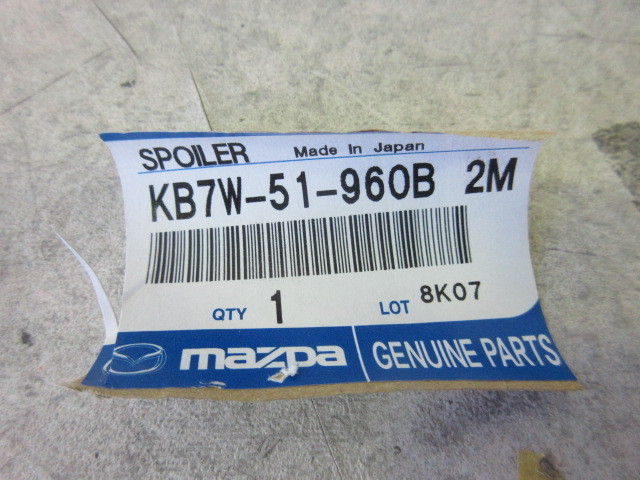 SPOILER Made In Japan
KB7W-51-960B 2M
QTY 1 LOT 8K07
mazda GENUINE PARTS